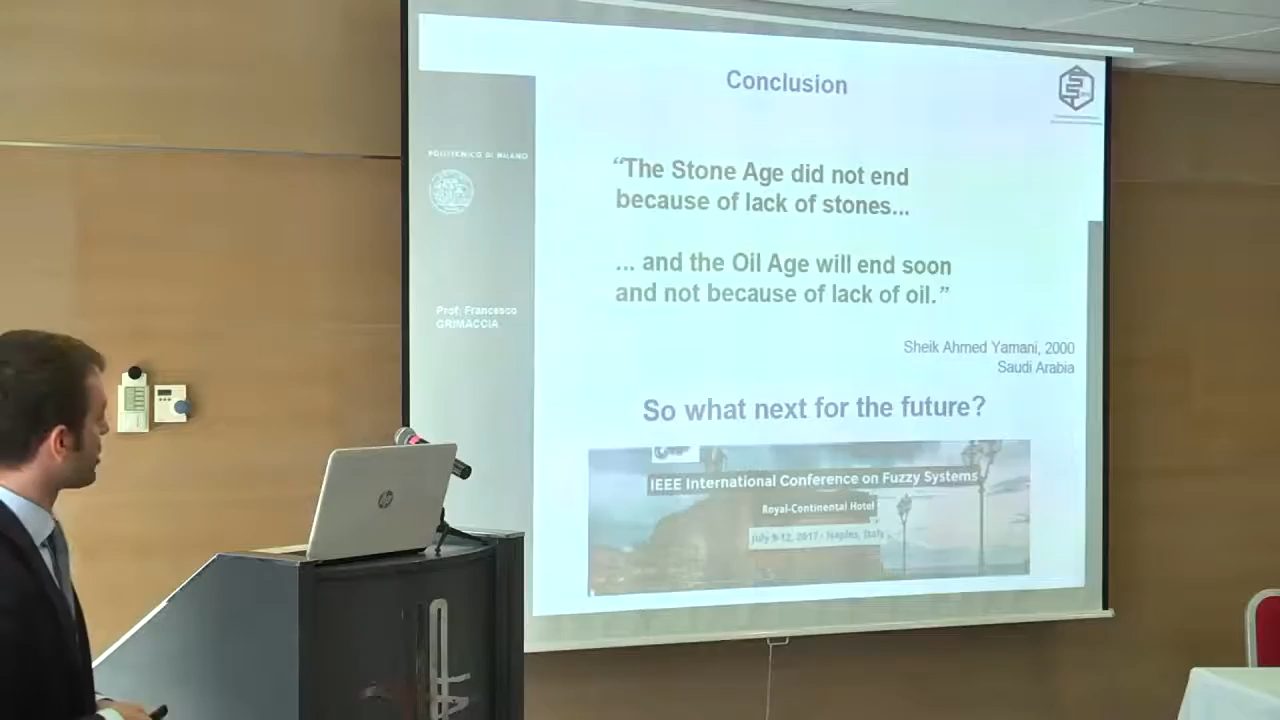 Conclusion
POLITECNICO DI MILANO
Prof. Francesco
GRIMACCIA
“The Stone Age did not end
because of lack of stones...
... and the Oil Age will end soon
and not because of lack of oil.”
Sheik Ahmed Yamani, 2000
Saudi Arabia
So what next for the future?
IEEE International Conference on Fuzzy Systems
Royal-Continental Hotel
July 9-12, 2017 · Naples, Italy
hp